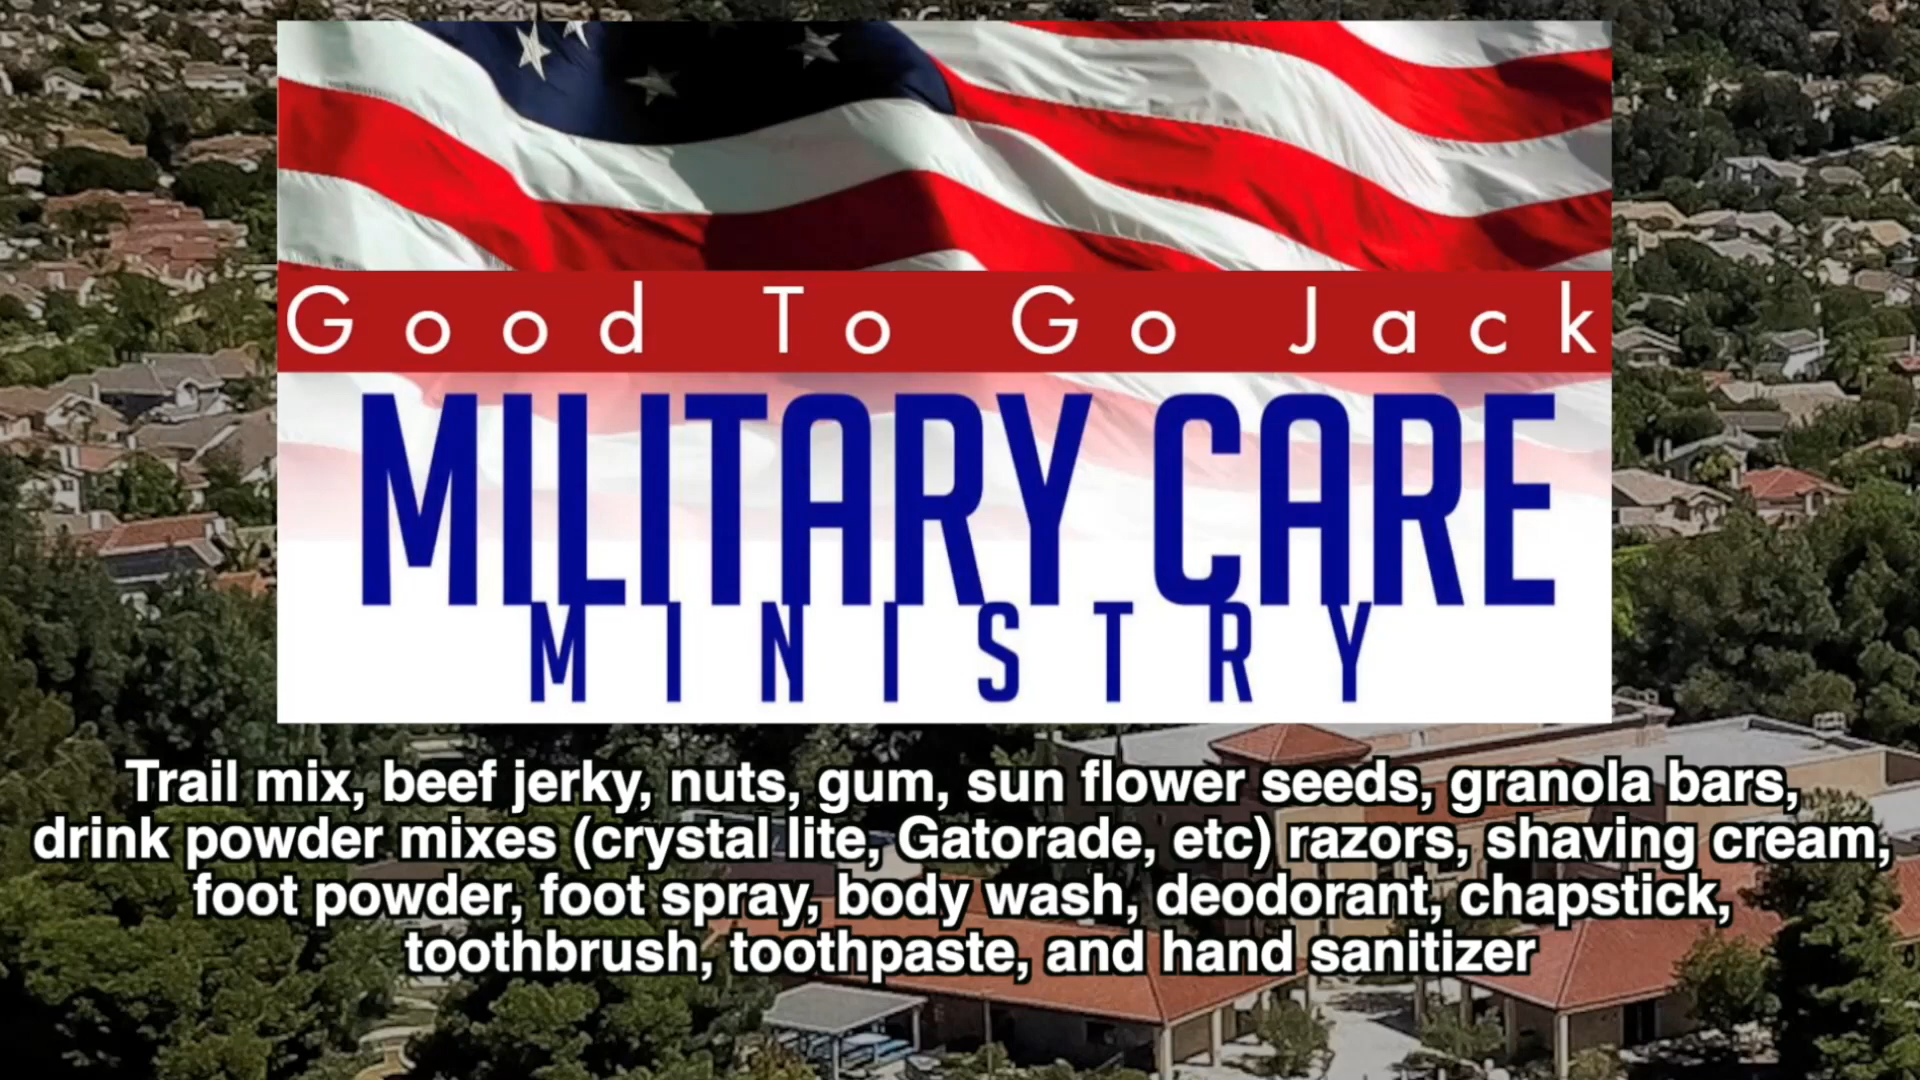 Good To Go Jack
MILITARY CARE
MINISTRY
Trail mix, beef jerky, nuts, gum, sun flower seeds, granola bars,
drink powder mixes (crystal lite, Gatorade, etc) razors, shaving cream,
foot powder, foot spray, body wash, deodorant, chapstick,
toothbrush, toothpaste, and hand sanitizer